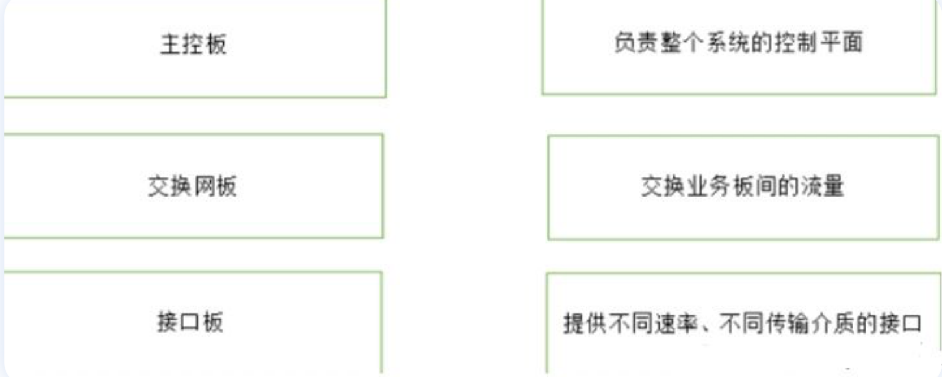 主控板
负责整个系统的控制平面
交换网板
交换业务板间的流量
接口板
提供不同速率、不同传输介质的接口